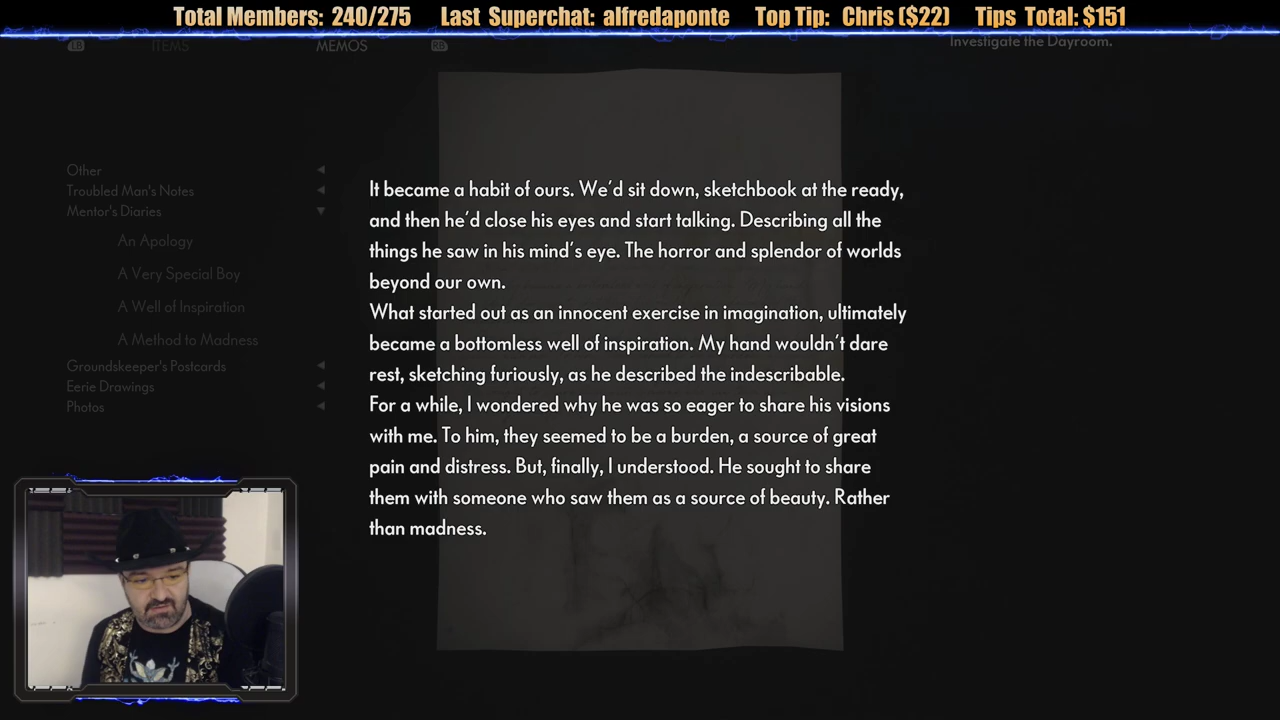 Total Members: 240/275 Last Superchat: alfredaponte Top Tip: Chris ($22) Tips Total: $151
LB ITEMS MEMOS RB
Investigate the Dayroom.
Other
Troubled Man's Notes
Mentor's Diaries
An Apology
A Very Special Boy
A Well of Inspiration
A Method to Madness
Groundskeeper's Postcards
Eerie Drawings
Photos
It became a habit of ours. We'd sit down, sketchbook at the ready,
and then he'd close his eyes and start talking. Describing all the
things he saw in his mind's eye. The horror and splendor of worlds
beyond our own.
What started out as an innocent exercise in imagination, ultimately
became a bottomless well of inspiration. My hand wouldn't dare
rest, sketching furiously, as he described the indescribable.
For a while, I wondered why he was so eager to share his visions
with me. To him, they seemed to be a burden, a source of great
pain and distress. But, finally, I understood. He sought to share
them with someone who saw them as a source of beauty. Rather
than madness.